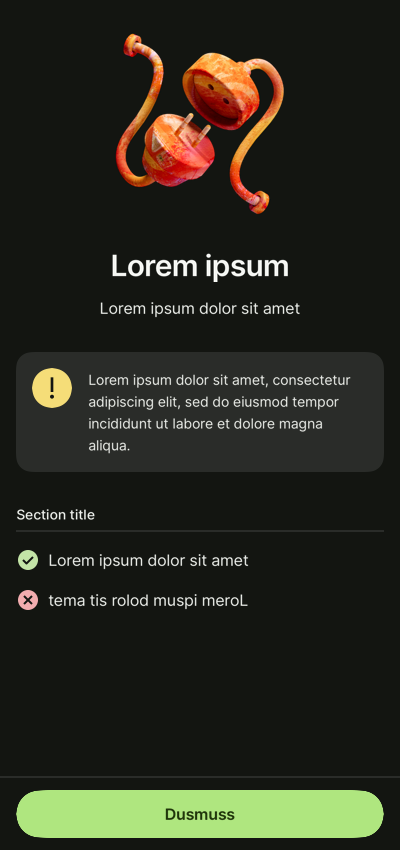 Lorem ipsum
Lorem ipsum dolor sit amet
Lorem ipsum dolor sit amet, consectetur
adipiscing elit, sed do eiusmod tempor
incididunt ut labore et dolore magna
aliqua.
Section title
Lorem ipsum dolor sit amet
tema tis rolod muspi meroL
Dusmuss